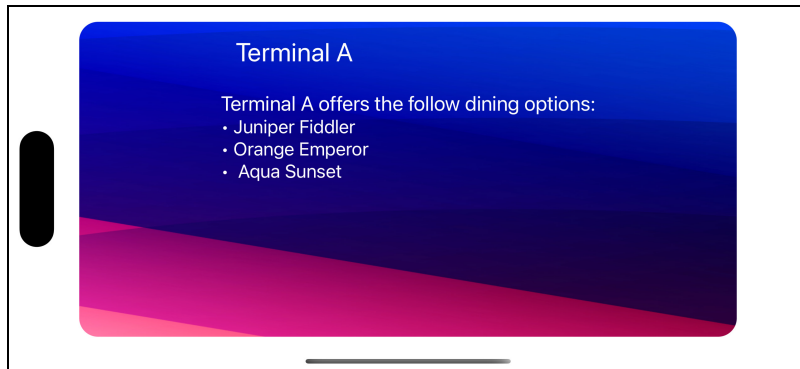 Terminal A
Terminal A offers the follow dining options:
• Juniper Fiddler
• Orange Emperor
• Aqua Sunset